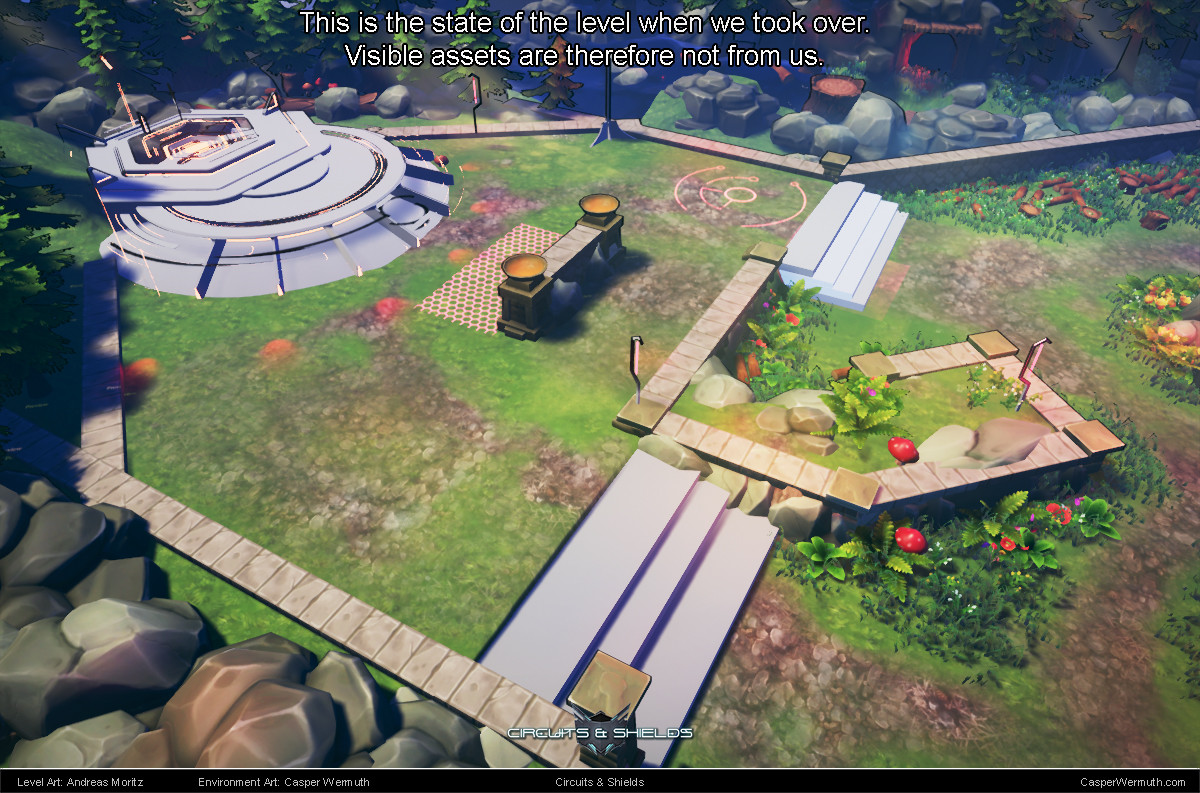 This is the state of the level when we took over.
Visible assets are therefore not from us.
CIRCUITS & SHIELDS
Level Art: Andreas Moritz
Environment Art: Casper Wermuth
Circuits & Shields
CasperWermuth.com